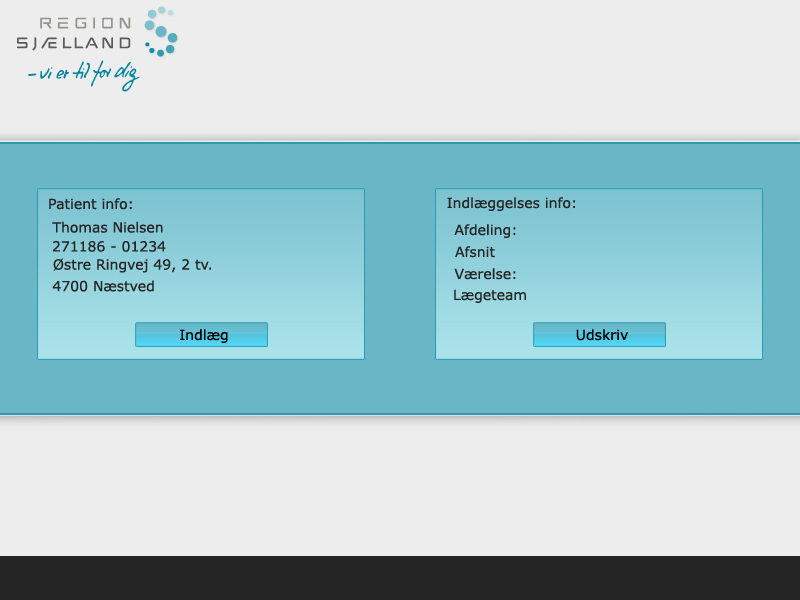 REGION
SJÆLLAND
- vi er til for dig
Patient info:
Thomas Nielsen
271186 - 01234
Østre Ringvej 49, 2 tv.
4700 Næstved
Indlæg
Indlæggelses info:
Afdeling:
Afsnit
Værelse:
Lægeteam
Udskriv